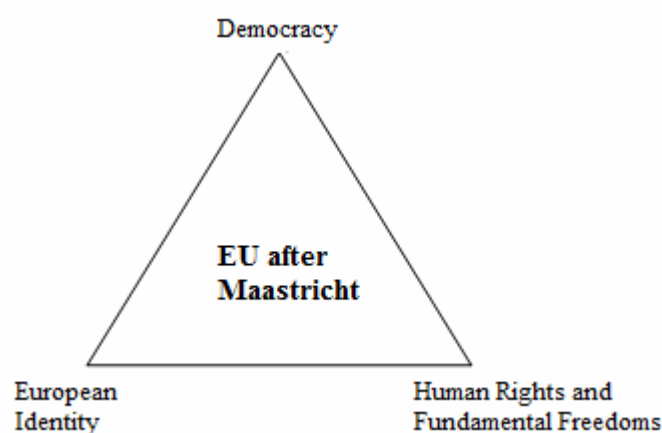 Democracy
EU after
Maastricht
European
Identity
Human Rights and
Fundamental Freedoms